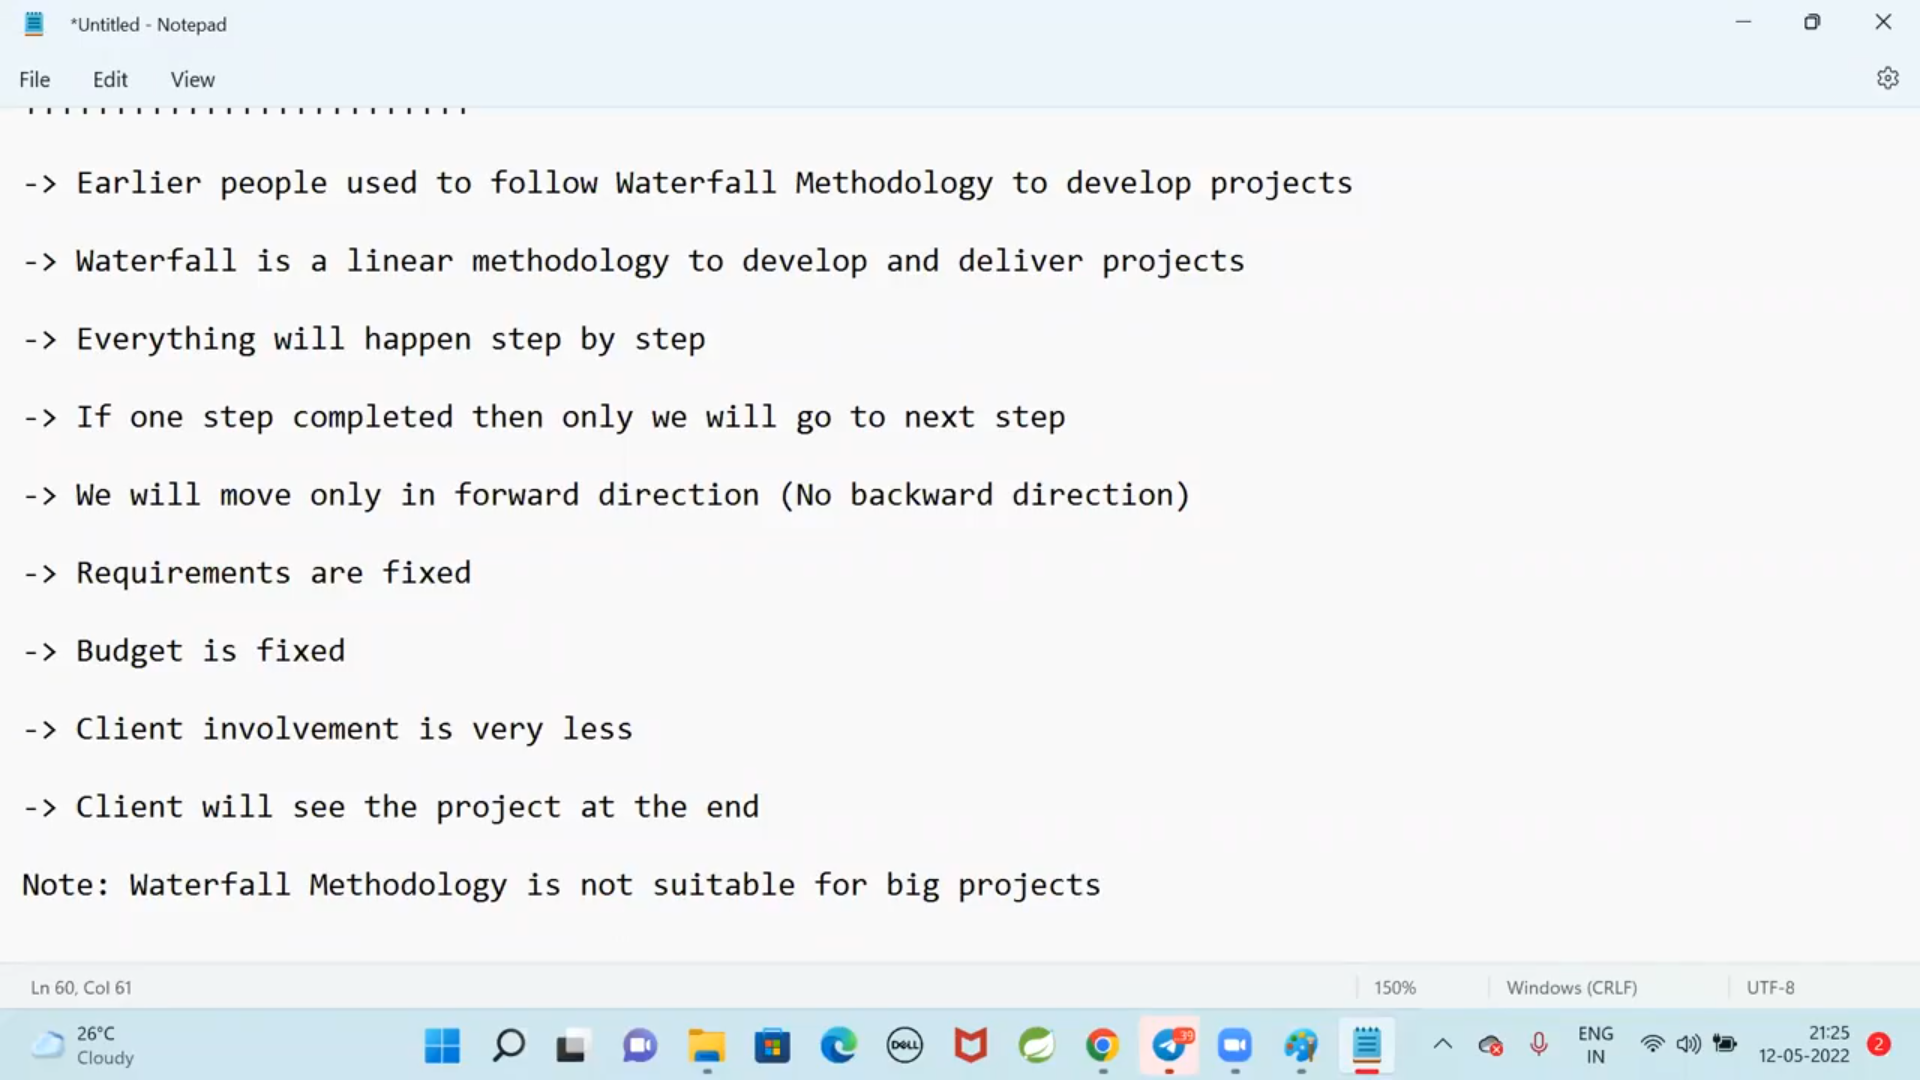 *Untitled - Notepad
File Edit View
-> Earlier people used to follow Waterfall Methodology to develop projects
-> Waterfall is a linear methodology to develop and deliver projects
-> Everything will happen step by step
-> If one step completed then only we will go to next step
-> We will move only in forward direction (No backward direction)
-> Requirements are fixed
-> Budget is fixed
-> Client involvement is very less
-> Client will see the project at the end
Note: Waterfall Methodology is not suitable for big projects
Ln 60, Col 61 150% Windows (CRLF) UTF-8
26°C
Cloudy
DELL
39
ENG
IN
21:25
12-05-2022
2